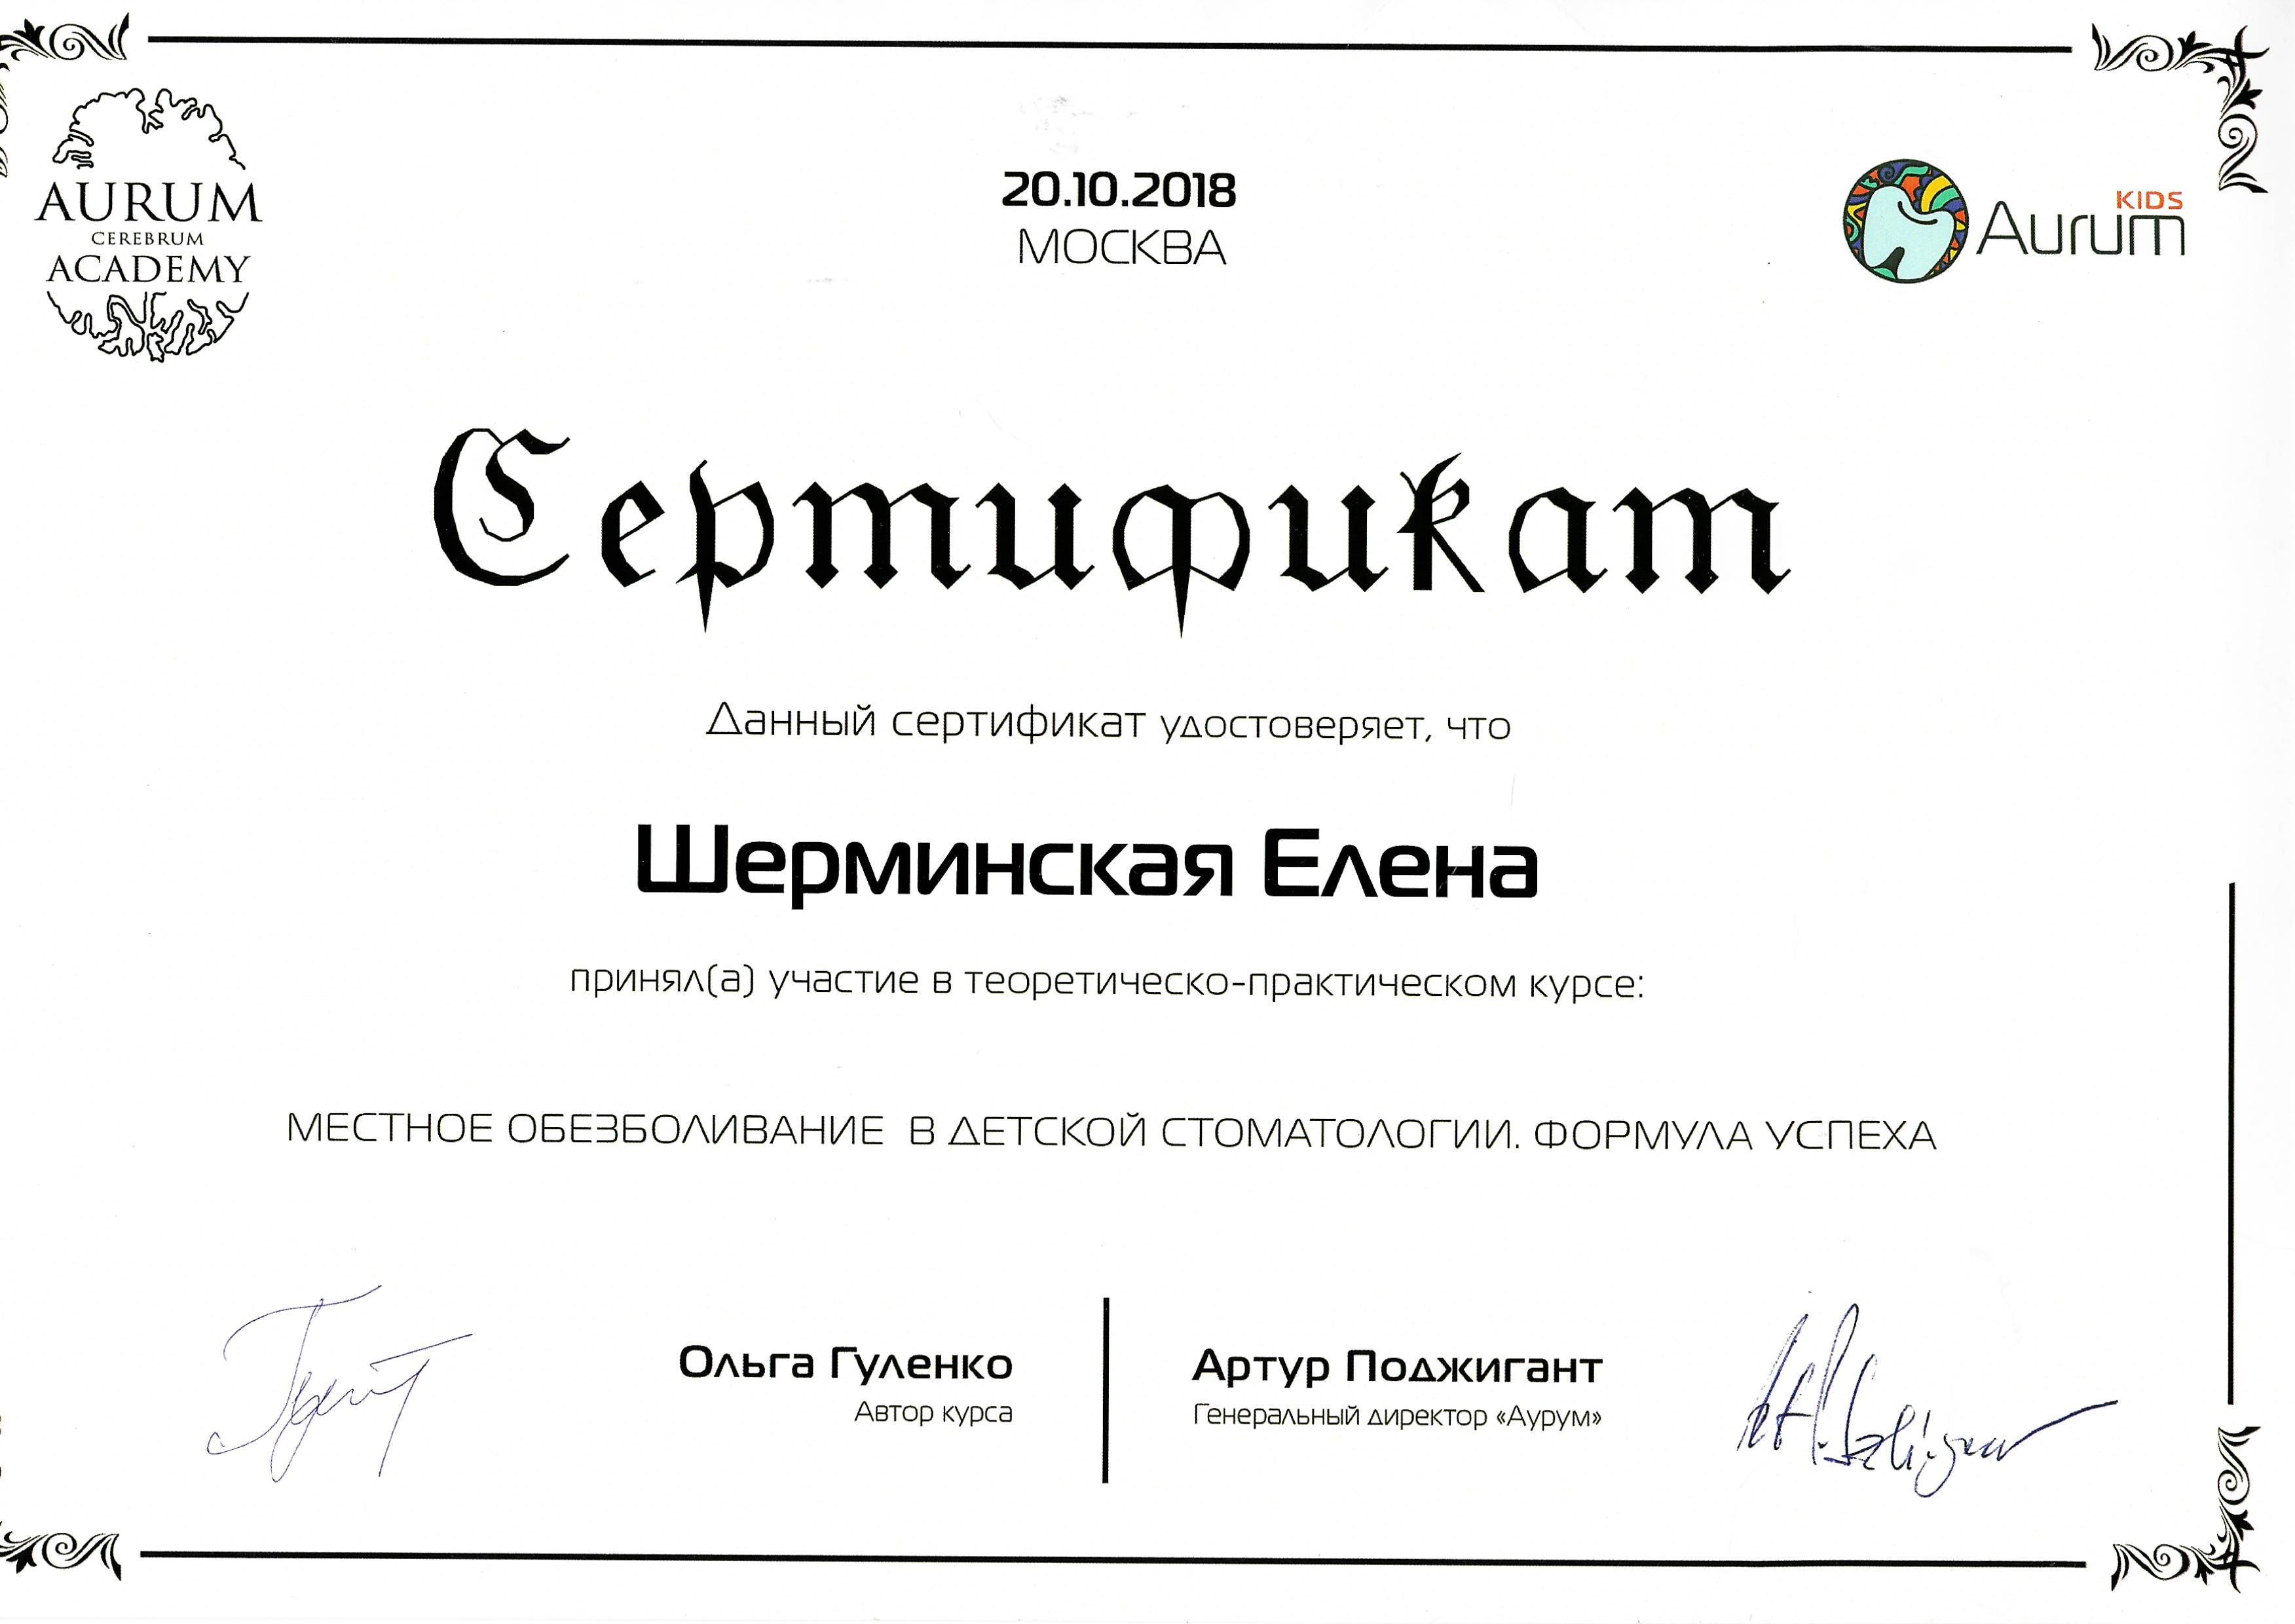 AURUM
CEREBRUM
ACADEMY
20.10.2018
МОСКВА
KIDS
Aurum
Сертификат
Данный сертификат удостоверяет, что
Шерминская Елена
принял(а) участие в теоретическо-практическом курсе:
МЕСТНОЕ ОБЕЗБОЛИВАНИЕ В ДЕТСКОЙ СТОМАТОЛОГИИ. ФОРМУЛА УСПЕХА
Ольга Гуленко
Автор курса
Артур Поджигант
Генеральный директор «Аурум»